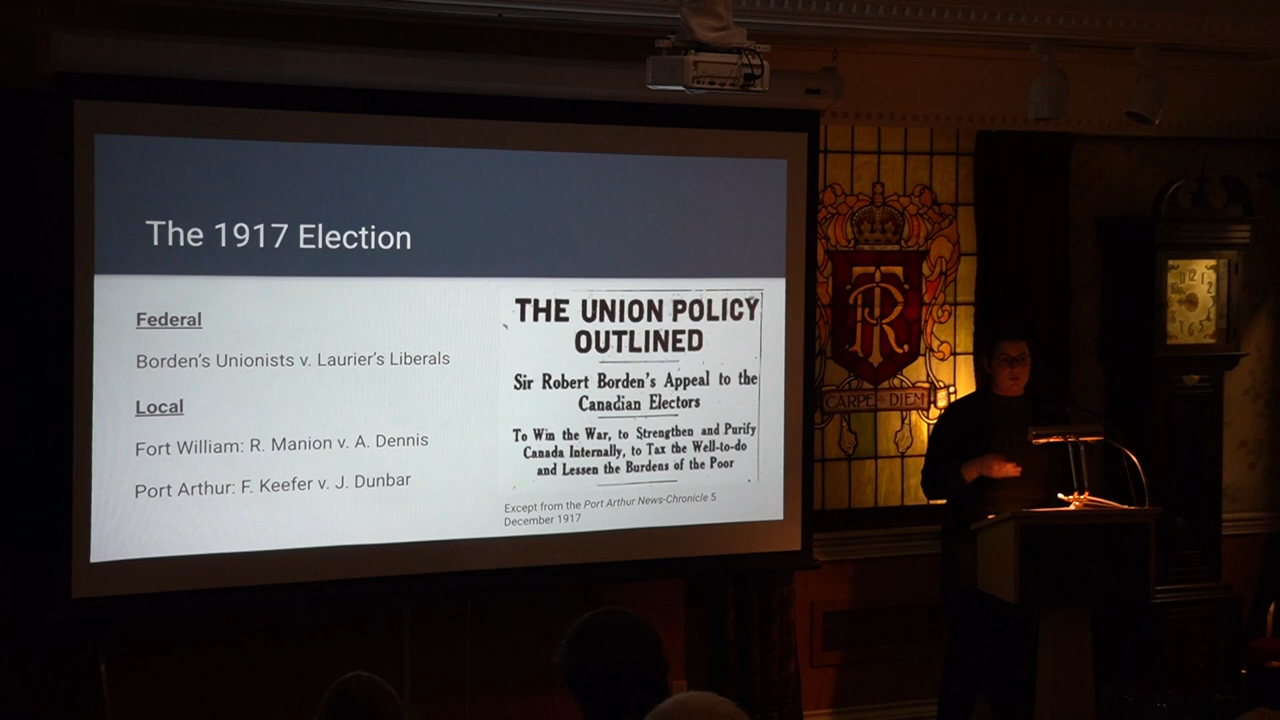 The 1917 Election
Federal
Borden's Unionists v. Laurier's Liberals
Local
Fort William: R. Manion v. A. Dennis
Port Arthur: F. Keefer v. J. Dunbar
THE UNION POLICY
OUTLINED
Sir Robert Borden's Appeal to the
Canadian Electors
To Win the War, to Strengthen and Purify
Canada Internally, to Tax the Well-to-do
and Lessen the Burdens of the Poor
Except from the Port Arthur News-Chronicle 5
December 1917
CARPE DIEM